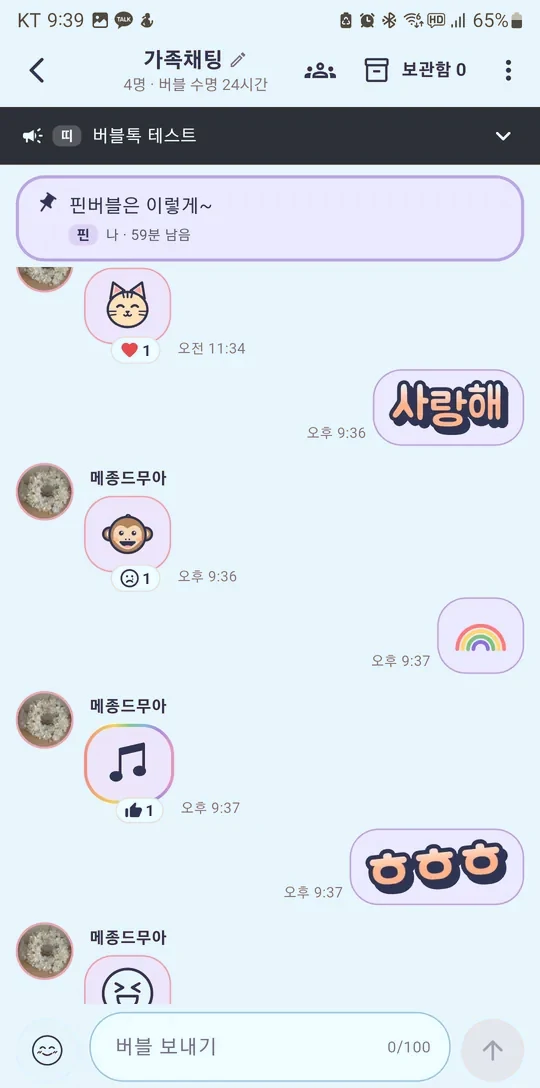 KT 9:39 TALK HD 65%
가족채팅
4명 · 버블 수명 24시간
보관함 0
띠 버블톡 테스트
핀버블은 이렇게~
핀 나 · 59분 남음
1 오전 11:34
사랑해
오후 9:36
메종드무아
1 오후 9:36
오후 9:37
메종드무아
1 오후 9:37
ㅎㅎㅎ
오후 9:37
메종드무아
버블 보내기 0/100